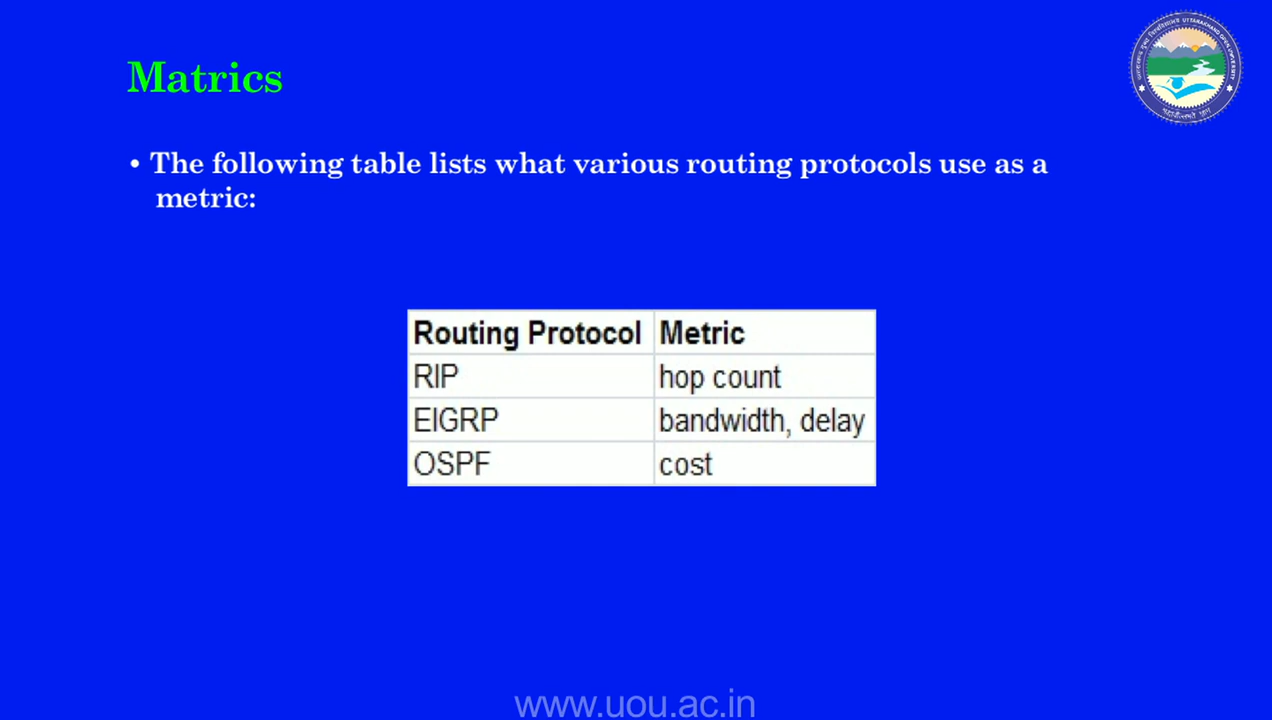 Matrics
• The following table lists what various routing protocols use as a
metric:
Routing Protocol Metric
RIP hop count
EIGRP bandwidth, delay
OSPF cost
www.uou.ac.in